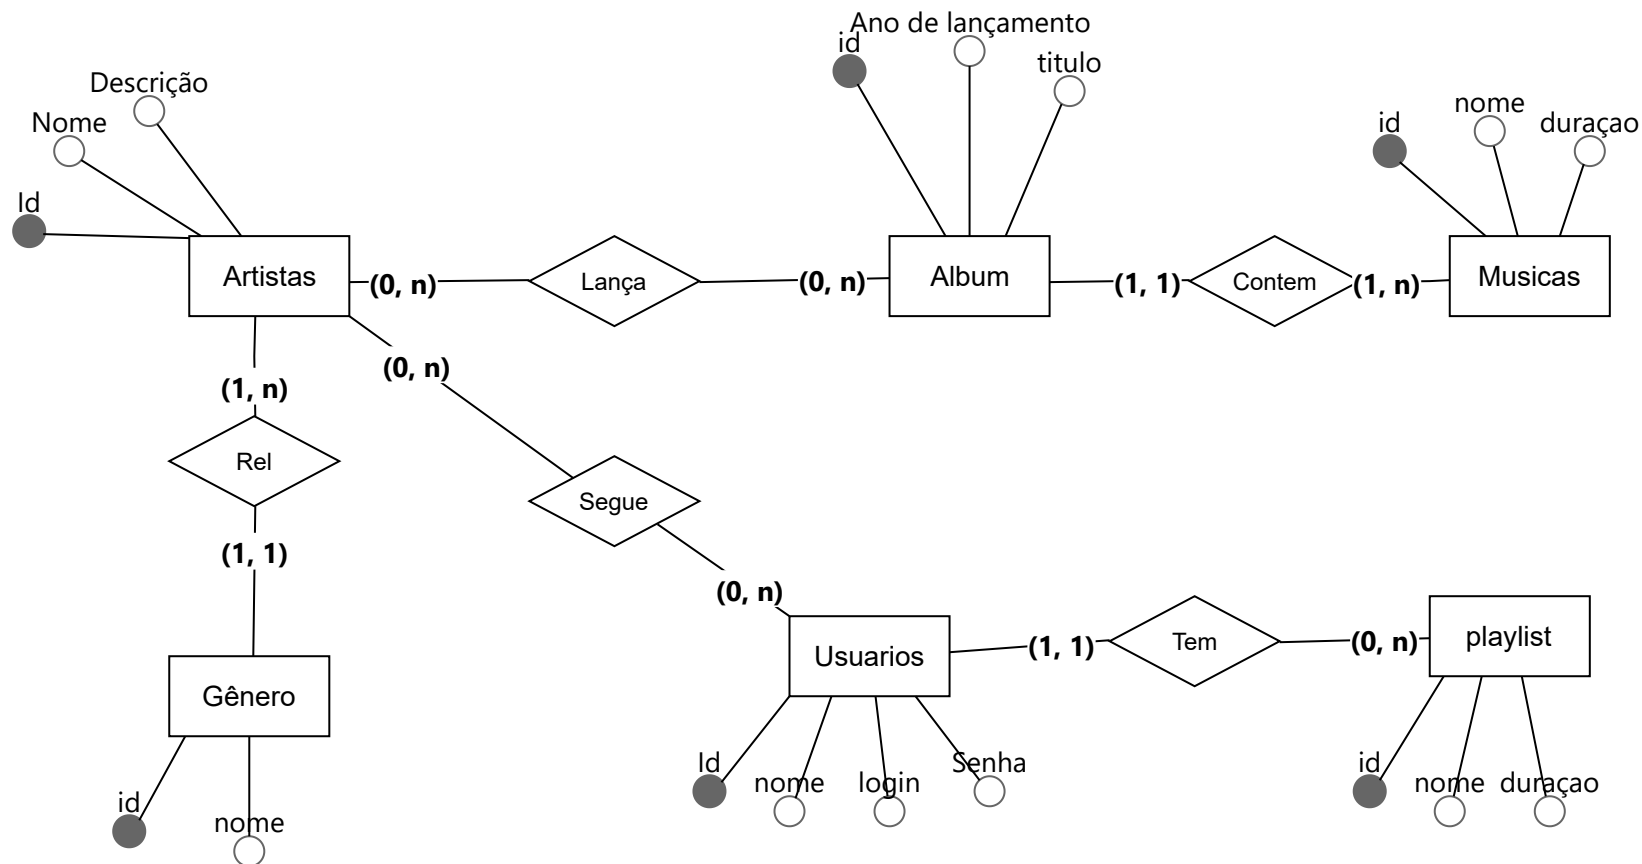 Ano de lançamento
id
titulo
Descrição
Nome
Id
id
nome
duraçao
Artistas
(0, n)
Lança
(0, n)
Album
(1, 1)
Contem
(1, n)
Musicas
(1, n)
(0, n)
Rel
Segue
(1, 1)
(0, n)
Gênero
Usuarios
(1, 1)
Tem
(0, n)
playlist
id
nome
Id
nome
login
Senha
id
nome
duraçao